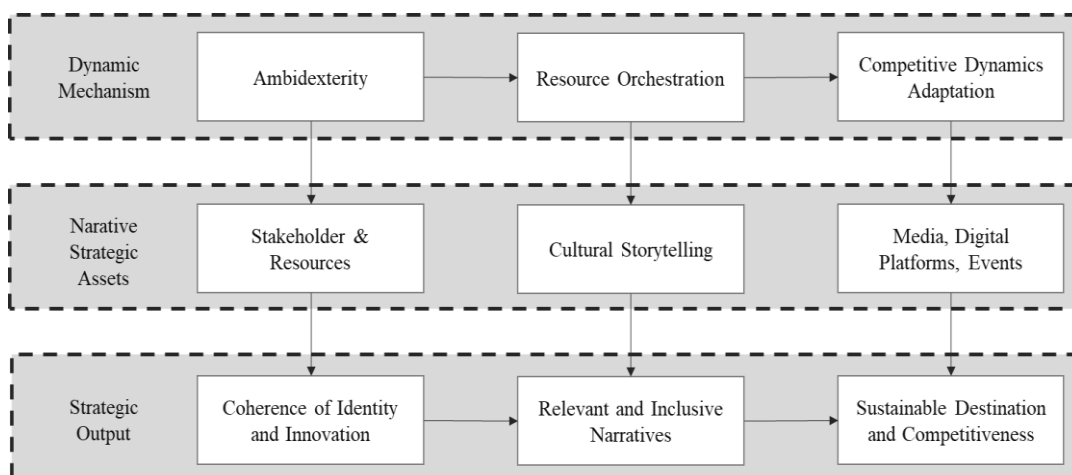 Dynamic
Mechanism
Ambidexterity
Resource Orchestration
Competitive Dynamics
Adaptation
Narative
Strategic
Assets
Stakeholder &
Resources
Cultural Storytelling
Media, Digital
Platforms, Events
Strategic
Output
Coherence of Identity
and Innovation
Relevant and Inclusive
Narratives
Sustainable Destination
and Competitiveness